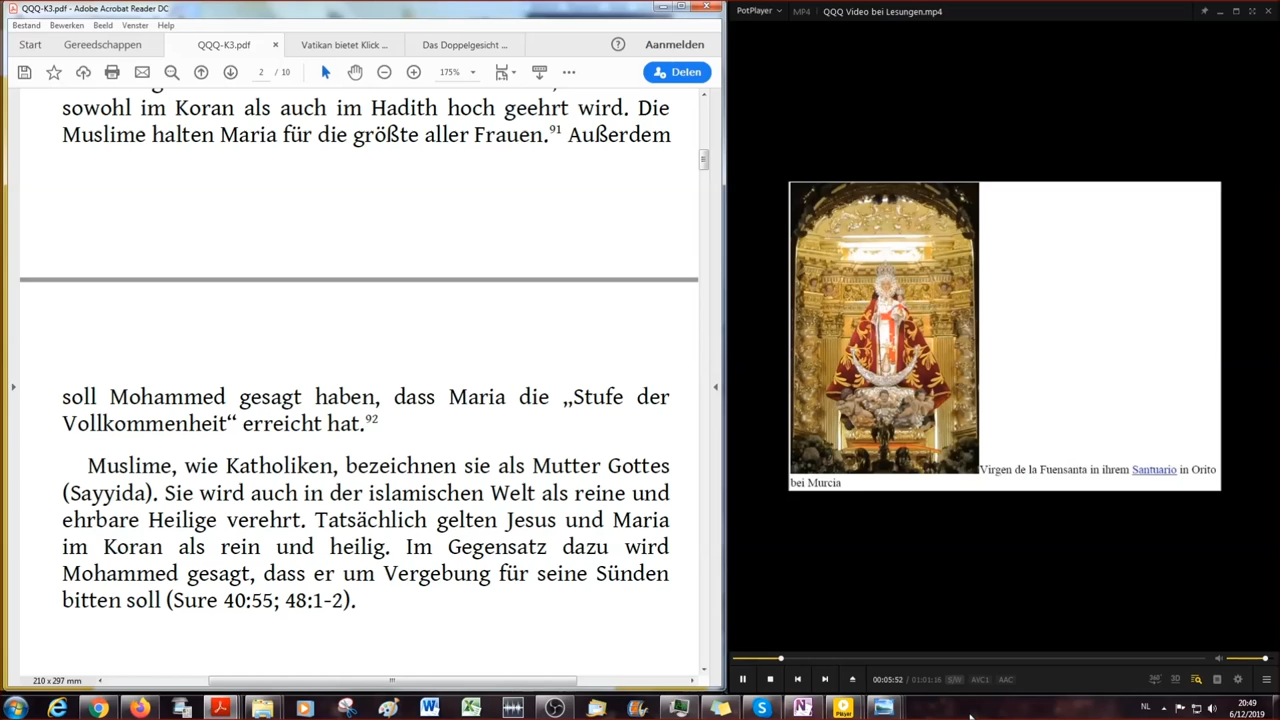 QQQ-K3.pdf - Adobe Acrobat Reader DC
Bestand Bewerken Beeld Venster Help
Start Gereedschappen QQQ-K3.pdf × Vatikan bietet Klick ... Das Doppelgesicht ... Aanmelden
2 / 10 175% Delen
sowohl im Koran als auch im Hadith hoch geehrt wird. Die
Muslime halten Maria für die größte aller Frauen.91 Außerdem
soll Mohammed gesagt haben, dass Maria die „Stufe der
Vollkommenheit“ erreicht hat.92
Muslime, wie Katholiken, bezeichnen sie als Mutter Gottes
(Sayyida). Sie wird auch in der islamischen Welt als reine und
ehrbare Heilige verehrt. Tatsächlich gelten Jesus und Maria
im Koran als rein und heilig. Im Gegensatz dazu wird
Mohammed gesagt, dass er um Vergebung für seine Sünden
bitten soll (Sure 40:55; 48:1-2).
210 x 297 mm
PotPlayer MP4 QQQ Video bei Lesungen.mp4
Virgen de la Fuensanta in ihrem Santuario in Orito
bei Murcia
00:05:52 / 01:01:16 S/W AVC1 AAC 360° 3D
NL 20:49
6/12/2019